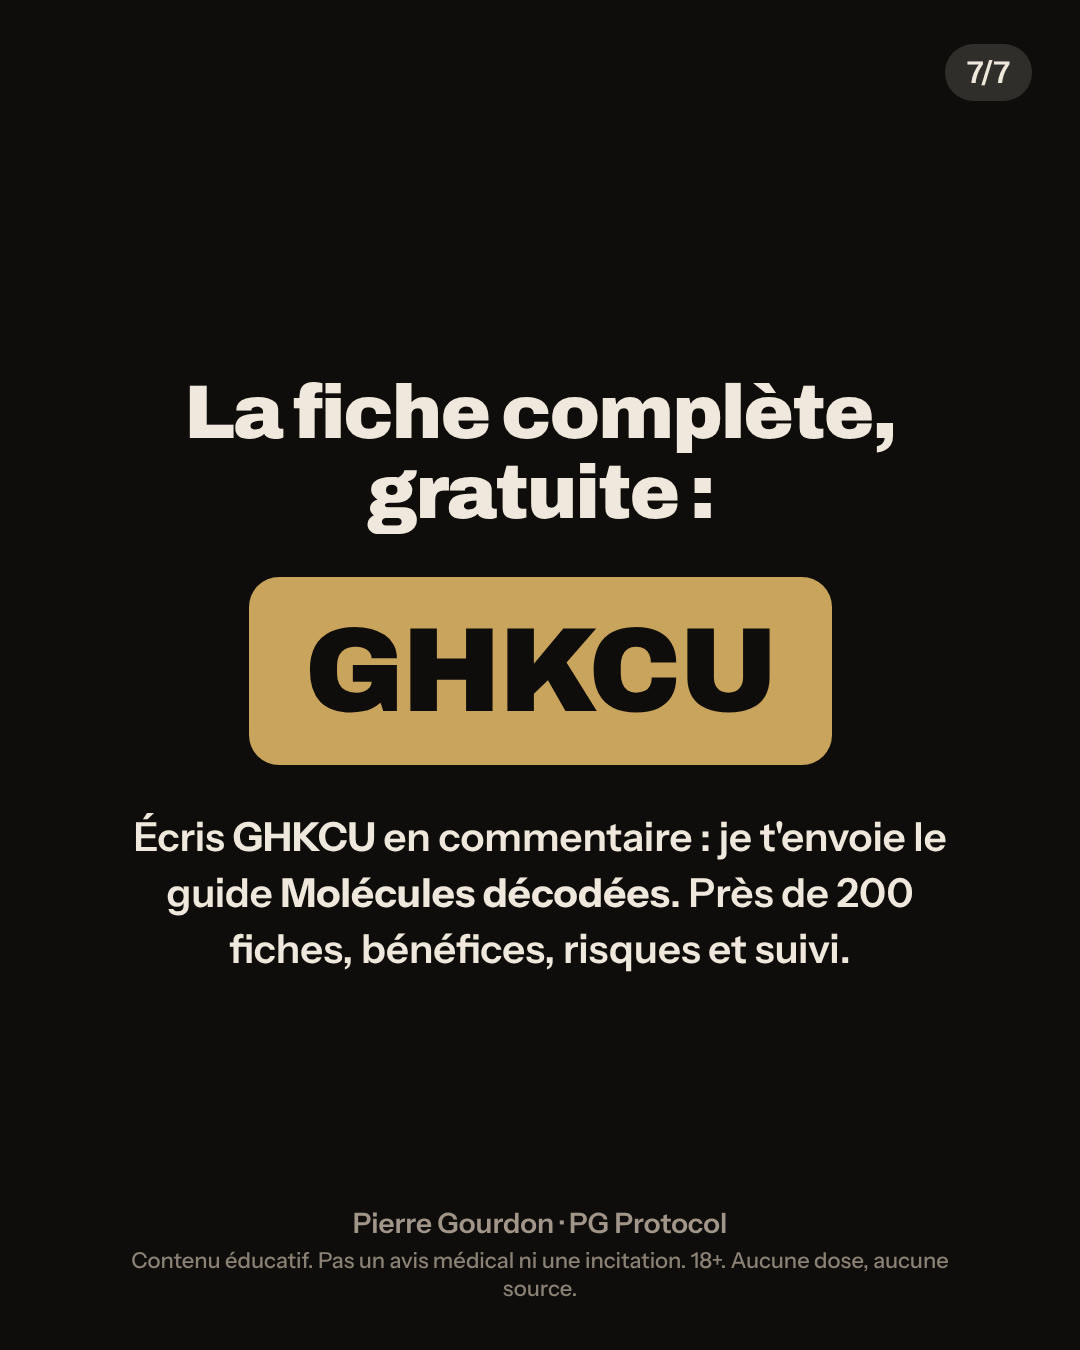 7/7
La fiche complète,
gratuite :
GHKCU
Écris GHKCU en commentaire : je t'envoie le
guide Molécules décodées. Près de 200
fiches, bénéfices, risques et suivi.
Pierre Gourdon · PG Protocol
Contenu éducatif. Pas un avis médical ni une incitation. 18+. Aucune dose, aucune
source.